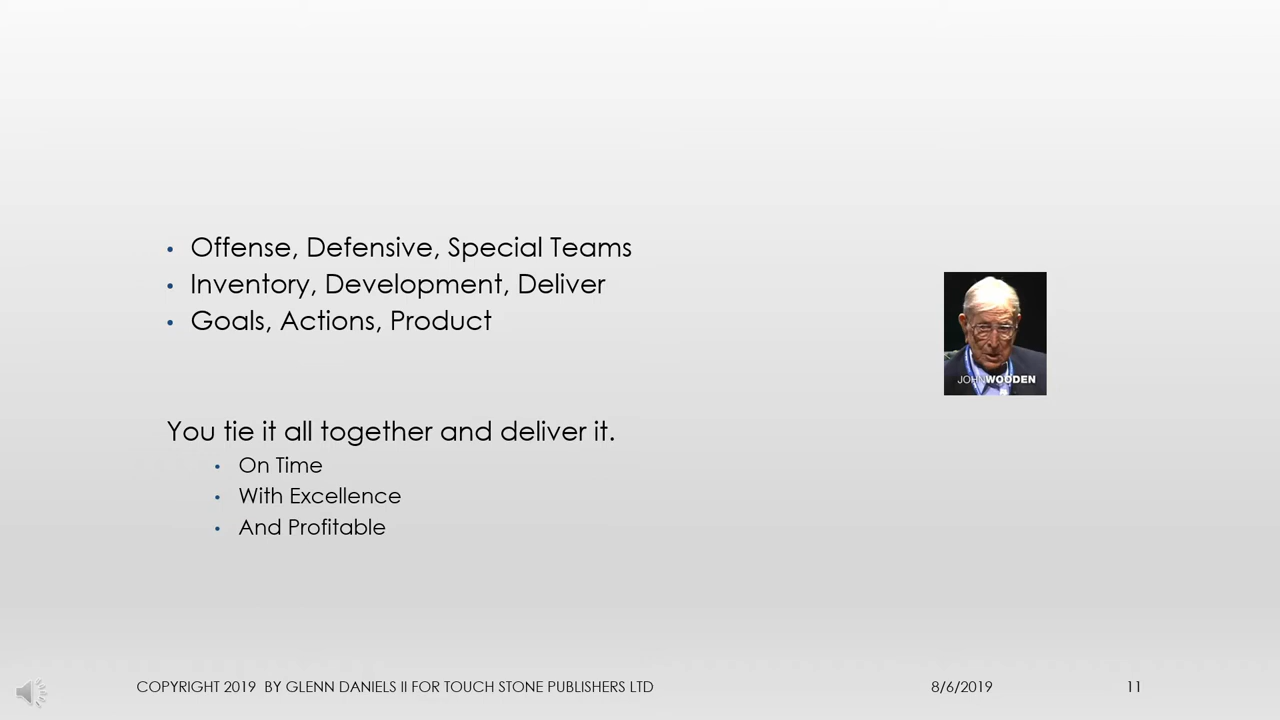 • Offense, Defensive, Special Teams
• Inventory, Development, Deliver
• Goals, Actions, Product
JOHNWOODEN
You tie it all together and deliver it.
• On Time
• With Excellence
• And Profitable
COPYRIGHT 2019 BY GLENN DANIELS II FOR TOUCH STONE PUBLISHERS LTD
8/6/2019
11